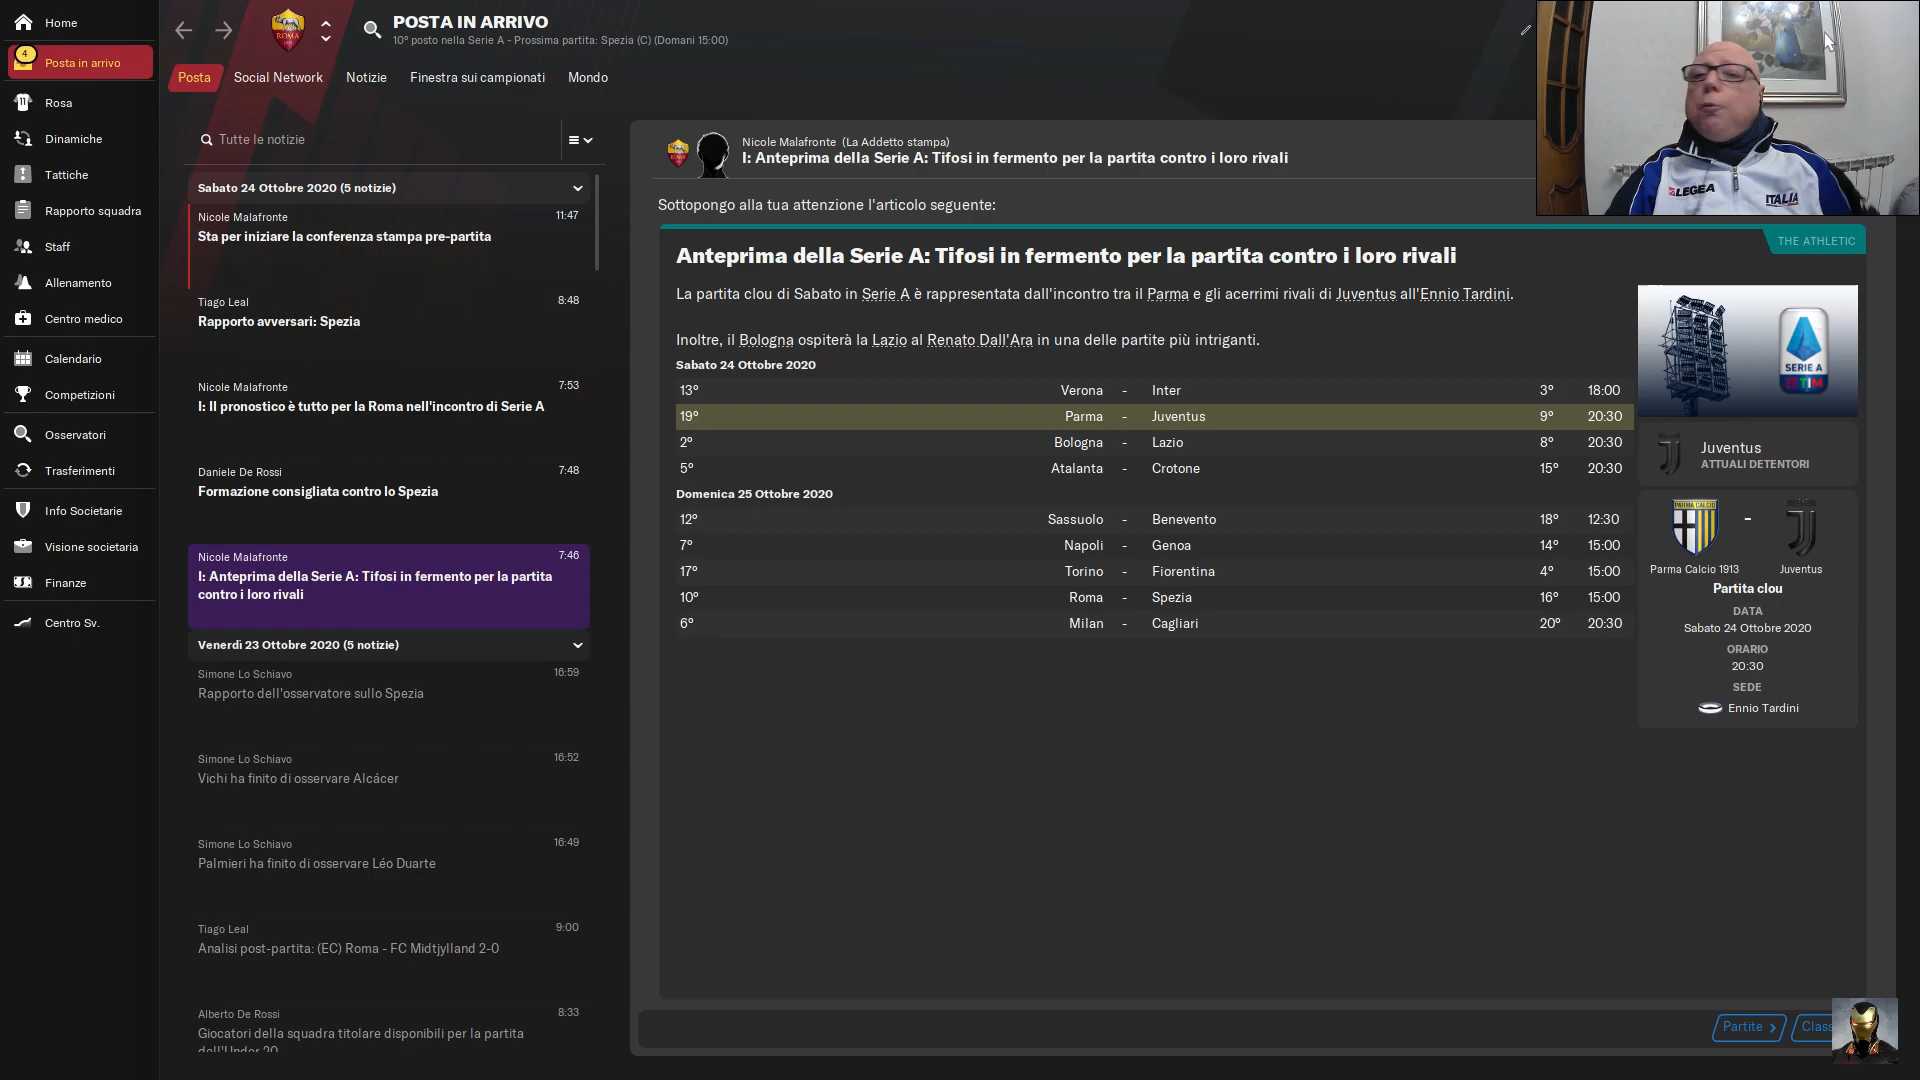 Home
4
Posta in arrivo
Rosa
Dinamiche
Tattiche
Rapporto squadra
Staff
Allenamento
Centro medico
Calendario
Competizioni
Osservatori
Trasferimenti
Info Societarie
Visione societaria
Finanze
Centro Sv.
POSTA IN ARRIVO
10° posto nella Serie A - Prossima partita: Spezia (C) (Domani 15:00)
Posta Social Network Notizie Finestra sui campionati Mondo
Tutte le notizie
Sabato 24 Ottobre 2020 (5 notizie)
Nicole Malafronte 11:47
Sta per iniziare la conferenza stampa pre-partita
Tiago Leal 8:48
Rapporto avversari: Spezia
Nicole Malafronte 7:53
I: Il pronostico è tutto per la Roma nell'incontro di Serie A
Daniele De Rossi 7:48
Formazione consigliata contro lo Spezia
Nicole Malafronte 7:46
I: Anteprima della Serie A: Tifosi in fermento per la partita
contro i loro rivali
Venerdì 23 Ottobre 2020 (5 notizie)
Simone Lo Schiavo 16:59
Rapporto dell'osservatore sullo Spezia
Simone Lo Schiavo 16:52
Vichi ha finito di osservare Alcácer
Simone Lo Schiavo 16:49
Palmieri ha finito di osservare Léo Duarte
Tiago Leal 9:00
Analisi post-partita: (EC) Roma - FC Midtjylland 2-0
Alberto De Rossi 8:33
Giocatori della squadra titolare disponibili per la partita
dell'Under 20
Nicole Malafronte (La Addetto stampa)
I: Anteprima della Serie A: Tifosi in fermento per la partita contro i loro rivali
Sottopongo alla tua attenzione l'articolo seguente:
THE ATHLETIC
Anteprima della Serie A: Tifosi in fermento per la partita contro i loro rivali
La partita clou di Sabato in Serie A è rappresentata dall'incontro tra il Parma e gli acerrimi rivali di Juventus all'Ennio Tardini.
Inoltre, il Bologna ospiterà la Lazio al Renato Dall'Ara in una delle partite più intriganti.
Sabato 24 Ottobre 2020
13° Verona - Inter 3° 18:00
19° Parma - Juventus 9° 20:30
2° Bologna - Lazio 8° 20:30
5° Atalanta - Crotone 15° 20:30
Domenica 25 Ottobre 2020
12° Sassuolo - Benevento 18° 12:30
7° Napoli - Genoa 14° 15:00
17° Torino - Fiorentina 4° 15:00
10° Roma - Spezia 16° 15:00
6° Milan - Cagliari 20° 20:30
SERIE A
TIM
Juventus
ATTUALI DETENTORI
PARMA CALCIO
-
Parma Calcio 1913 Juventus
Partita clou
DATA
Sabato 24 Ottobre 2020
ORARIO
20:30
SEDE
Ennio Tardini
Partite
Class
LEGEA
ITALIA
ROMA
11